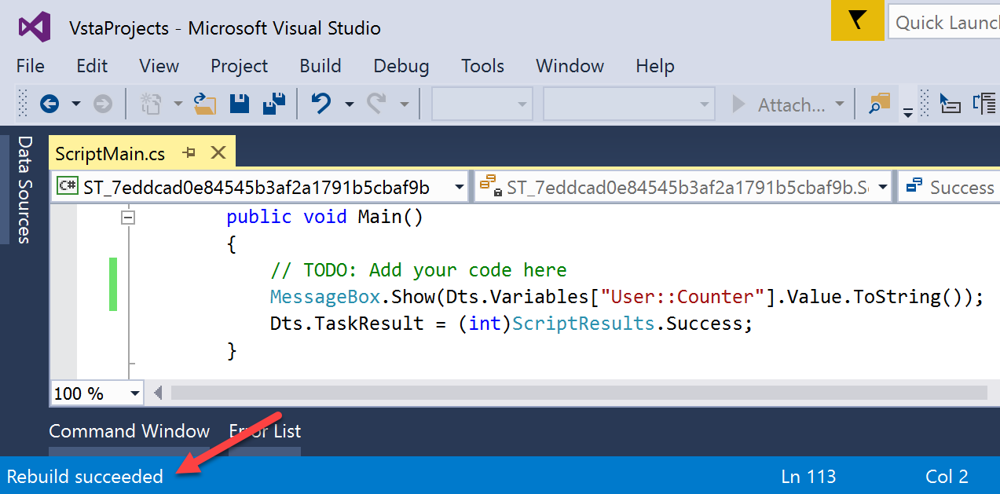 VstaProjects - Microsoft Visual Studio
Quick Launc
File Edit View Project Build Debug Tools Window Help
Attach...
Data Sources
ScriptMain.cs
C# ST_7eddcad0e84545b3af2a1791b5cbaf9b ST_7eddcad0e84545b3af2a1791b5cbaf9b.S Success
public void Main()
{
// TODO: Add your code here
MessageBox.Show(Dts.Variables["User::Counter"].Value.ToString());
Dts.TaskResult = (int)ScriptResults.Success;
}
100 %
Command Window Error List
Rebuild succeeded Ln 113 Col 2